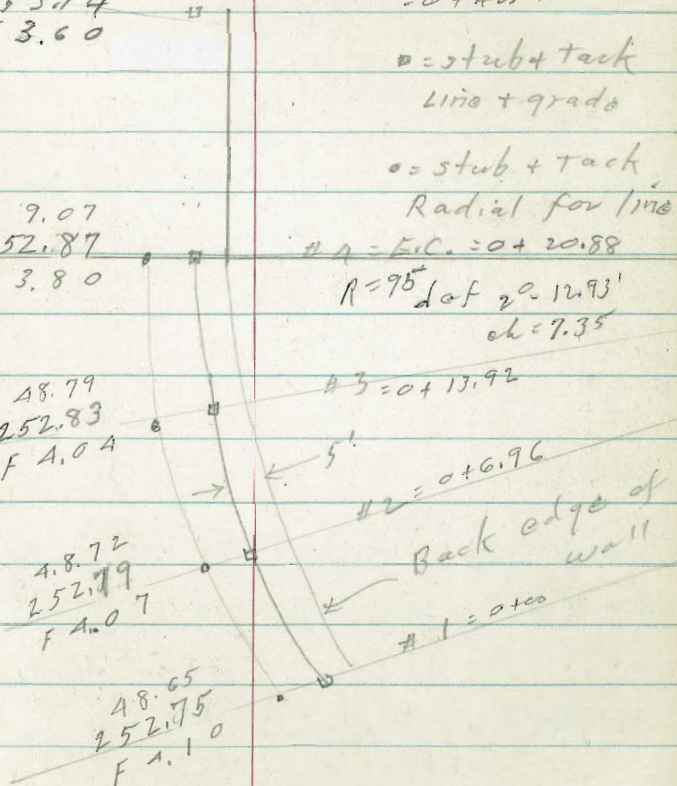 3.60
▫ = stub + Tack
Line + grade
• = stub + Tack
Radial for line
9.07
52.87
3.80
#4 = E.C. = 0 + 20.88
R = 95' def 2° - 12.93'
ch = 7.35
48.79
252.83
F 4.04
#3 = 0 + 13.92
5'
#2 = 0 + 6.96
Back edge of
wall
48.72
252.79
F 4.07
#1 = 0 + 00
48.65
252.75
F 4.10